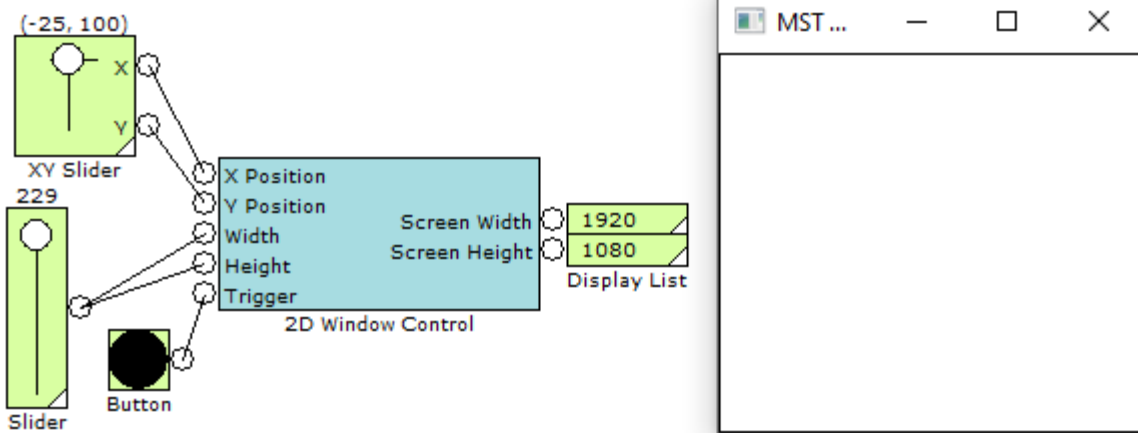 (-25, 100)
X
Y
XY Slider
229
Slider
Button
X Position
Y Position
Width
Height
Trigger
Screen Width
Screen Height
2D Window Control
1920
1080
Display List
MST ...